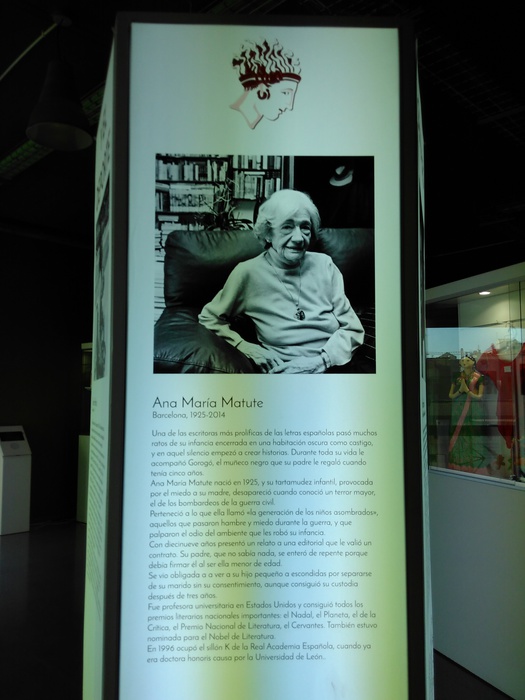 Ana María Matute
Barcelona, 1925-2014
Una de las escritoras más prolíficas de las letras españolas pasó muchos
ratos de su infancia encerrada en una habitación oscura como castigo,
y en aquel silencio empezó a crear historias. Durante toda su vida le
acompañó Gorogó, el muñeco negro que su padre le regaló cuando
tenía cinco años.
Ana María Matute nació en 1925, y su tartamudez infantil, provocada
por el miedo a su madre, desapareció cuando conoció un terror mayor,
el de los bombardeos de la guerra civil.
Perteneció a la que ella llamó «la generación de los niños asombrados»,
aquellos que pasaron hambre y miedo durante la guerra, y que
palparon el odio del ambiente que les robó su infancia.
Con diecinueve años presentó un relato a una editorial que le valió un
contrato. Su padre, que no sabía nada, se enteró de repente porque
debía firmar él al ser ella menor de edad.
Se vio obligada a a ver a su hijo pequeño a escondidas por separarse
de su marido sin su consentimiento, aunque consiguió su custodia
después de tres años.
Fue profesora universitaria en Estados Unidos y consiguió todos los
premios literarios nacionales importantes: el Nadal, el Planeta, el de la
Crítica, el Premio Nacional de Literatura, el Cervantes. También estuvo
nominada para el Nobel de Literatura.
En 1996 ocupó el sillón K de la Real Academia Española, cuando ya
era doctora honoris causa por la Universidad de León.